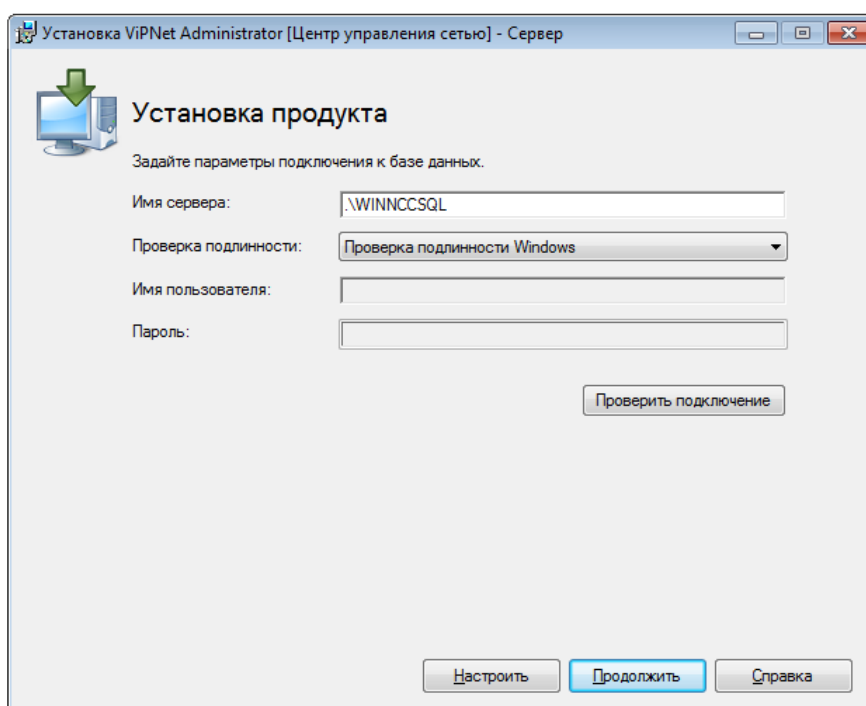 Установка ViPNet Administrator [Центр управления сетью] - Сервер
Установка продукта
Задайте параметры подключения к базе данных.
Имя сервера: .\WINNCCSQL
Проверка подлинности: Проверка подлинности Windows
Имя пользователя:
Пароль:
Проверить подключение
Настроить Продолжить Справка